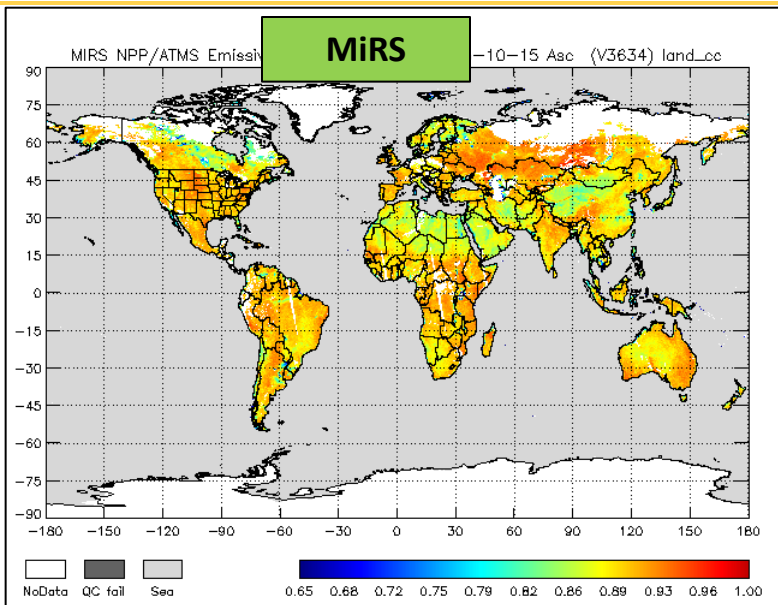 MiRS
MIRS NPP/ATMS Emissiv -10-15 Asc (V3634) land_cc
90
75
60
45
30
15
0
-15
-30
-45
-60
-75
-90
-180 -150 -120 -90 -60 -30 0 30 60 90 120 150 180
NoData QC fail Sea
0.65 0.68 0.72 0.75 0.79 0.82 0.86 0.89 0.93 0.96 1.00